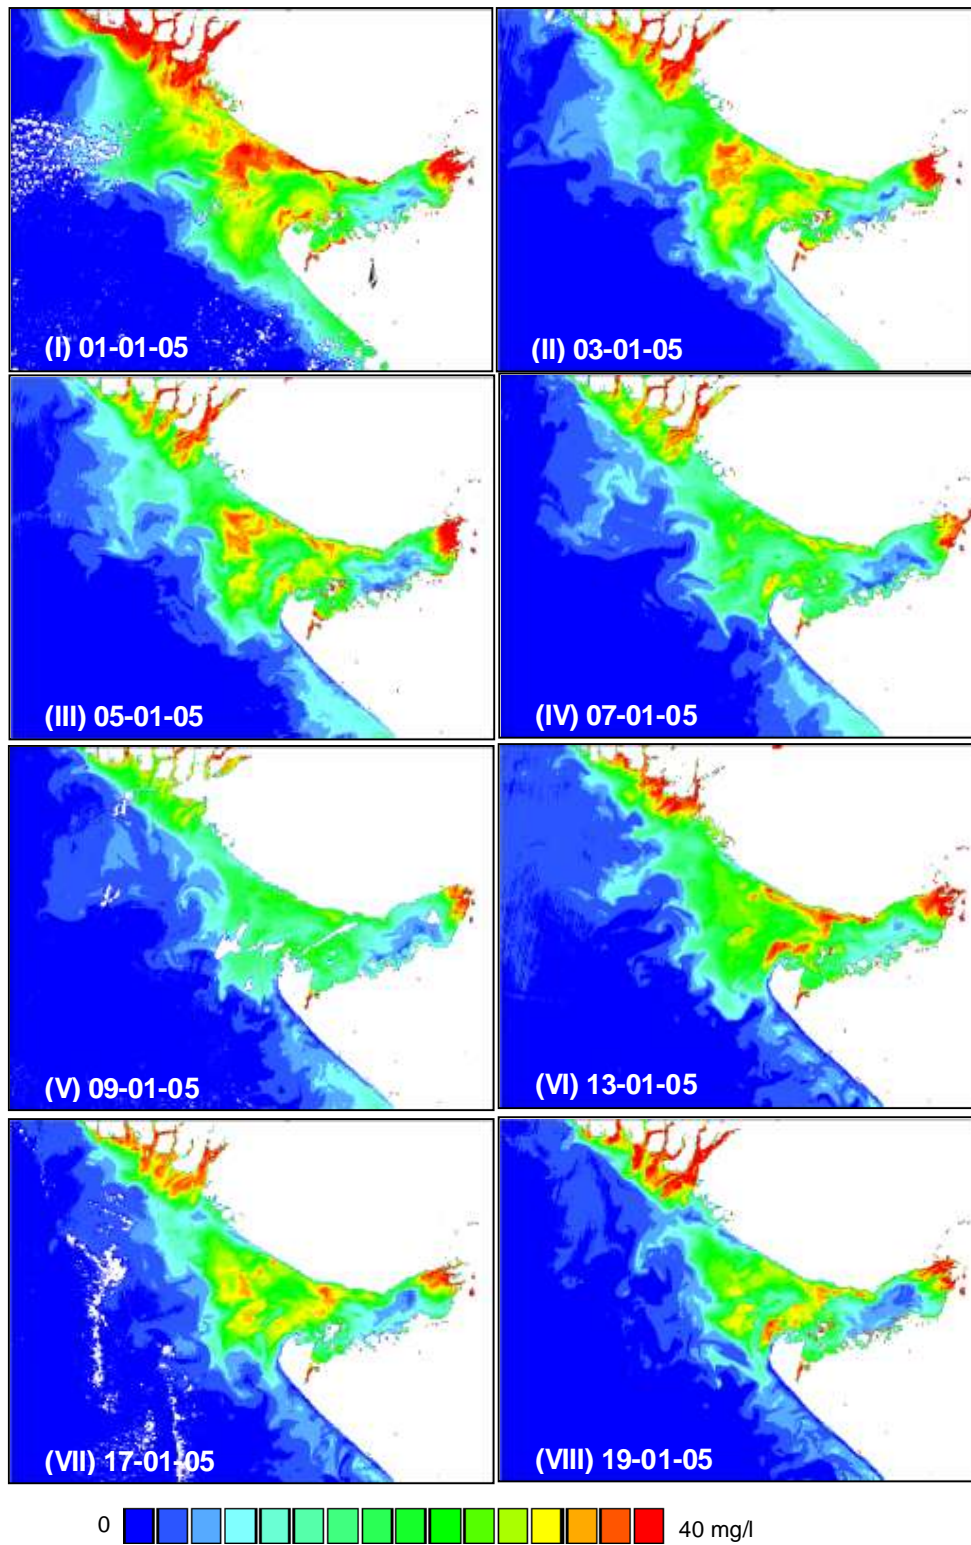 (I) 01-01-05
(II) 03-01-05
(III) 05-01-05
(IV) 07-01-05
(V) 09-01-05
(VI) 13-01-05
(VII) 17-01-05
(VIII) 19-01-05
0
40 mg/l